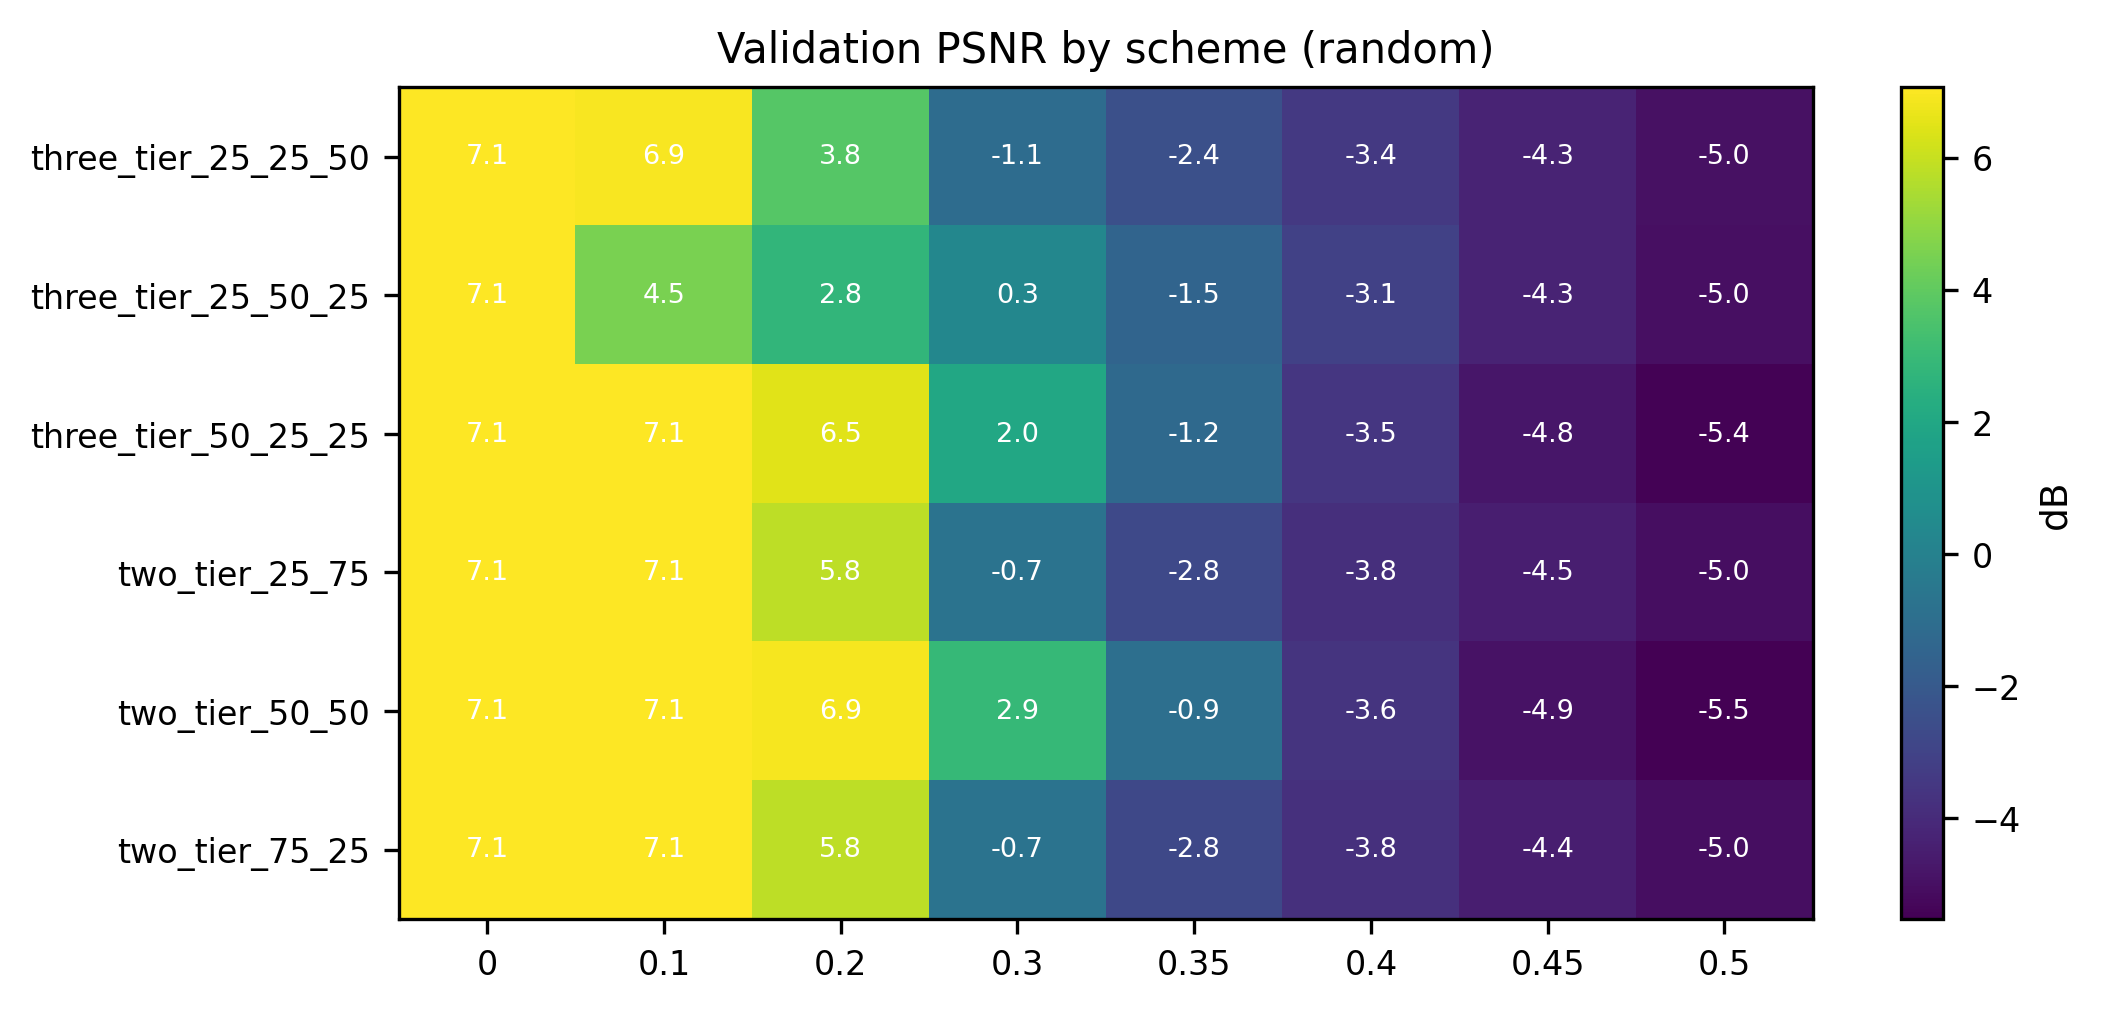 Validation PSNR by scheme (random)
three_tier_25_25_50 7.1 6.9 3.8 -1.1 -2.4 -3.4 -4.3 -5.0
three_tier_25_50_25 7.1 4.5 2.8 0.3 -1.5 -3.1 -4.3 -5.0
three_tier_50_25_25 7.1 7.1 6.5 2.0 -1.2 -3.5 -4.8 -5.4
two_tier_25_75 7.1 7.1 5.8 -0.7 -2.8 -3.8 -4.5 -5.0
two_tier_50_50 7.1 7.1 6.9 2.9 -0.9 -3.6 -4.9 -5.5
two_tier_75_25 7.1 7.1 5.8 -0.7 -2.8 -3.8 -4.4 -5.0
0 0.1 0.2 0.3 0.35 0.4 0.45 0.5
6
4
2
0
−2
−4
dB